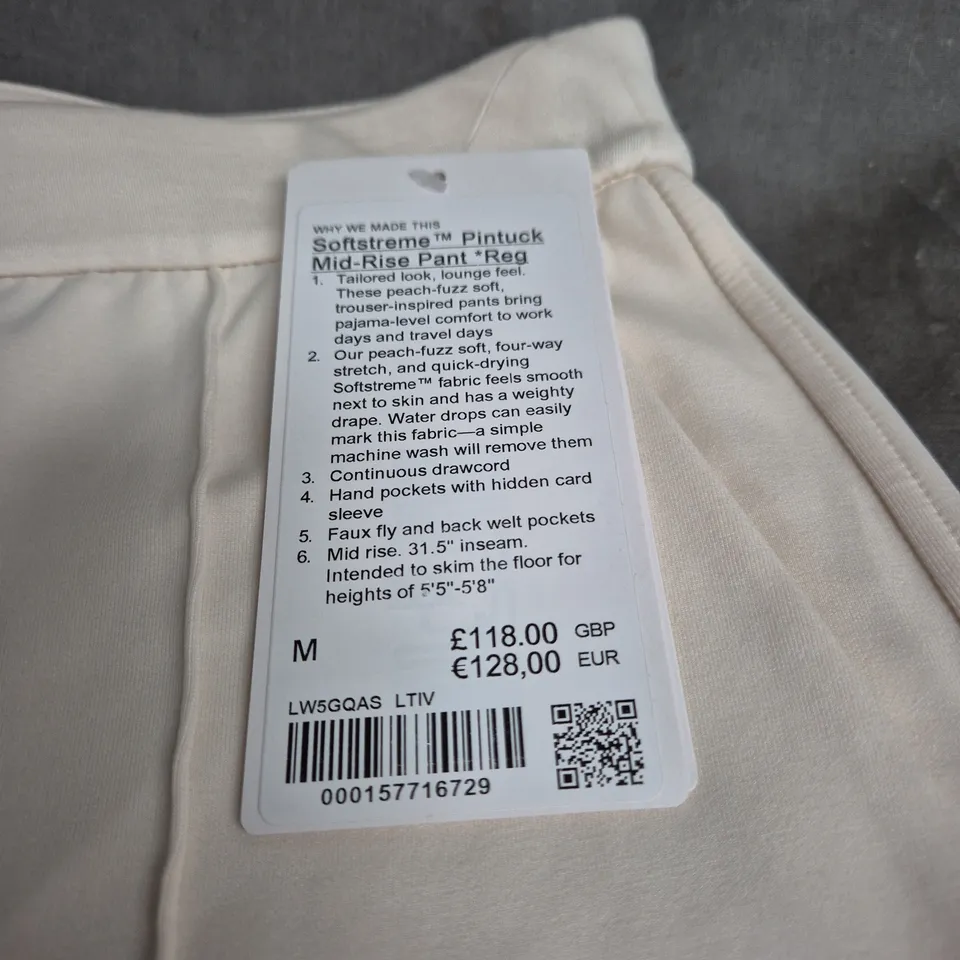 WHY WE MADE THIS
Softstreme™ Pintuck
Mid-Rise Pant *Reg
1. Tailored look, lounge feel.
These peach-fuzz soft,
trouser-inspired pants bring
pajama-level comfort to work
days and travel days
2. Our peach-fuzz soft, four-way
stretch, and quick-drying
Softstreme™ fabric feels smooth
next to skin and has a weighty
drape. Water drops can easily
mark this fabric—a simple
machine wash will remove them
3. Continuous drawcord
4. Hand pockets with hidden card
sleeve
5. Faux fly and back welt pockets
6. Mid rise. 31.5" inseam.
Intended to skim the floor for
heights of 5'5"-5'8"
M
£118.00 GBP
€128,00 EUR
LW5GQAS LTIV
000157716729